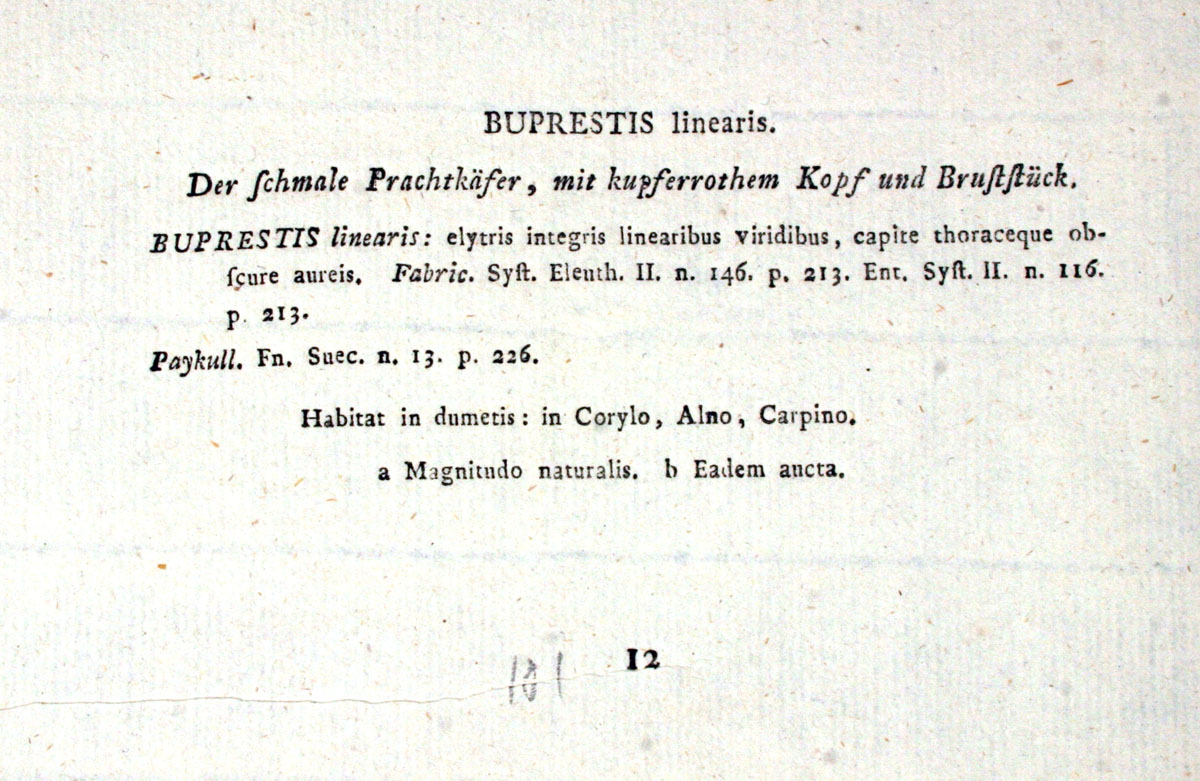 BUPRESTIS linearis.
Der ſchmale Prachtkäfer, mit kupferrothem Kopf und Bruſtſtück.
BUPRESTIS linearis: elytris integris linearibus viridibus, capite thoraceque ob-
ſcure aureis. Fabric. Syſt. Eleuth. II. n. 146. p. 213. Ent. Syſt. II. n. 116.
p. 213.
Paykull. Fn. Suec. n. 13. p. 226.
Habitat in dumetis: in Corylo, Alno, Carpino.
a Magnitudo naturalis. b Eadem aucta.
12